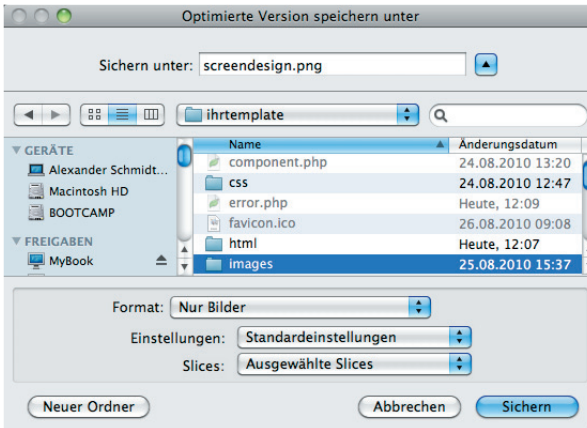 Optimierte Version speichern unter
Sichern unter: screendesign.png
ihrtemplate
GERÄTE
Alexander Schmidt...
Macintosh HD
BOOTCAMP
FREIGABEN
MyBook
Name Änderungsdatum
component.php 24.08.2010 13:20
css 24.08.2010 12:47
error.php Heute, 12:09
favicon.ico 26.08.2010 09:08
html Heute, 12:07
images 25.08.2010 15:37
Format: Nur Bilder
Einstellungen: Standardeinstellungen
Slices: Ausgewählte Slices
Neuer Ordner Abbrechen Sichern